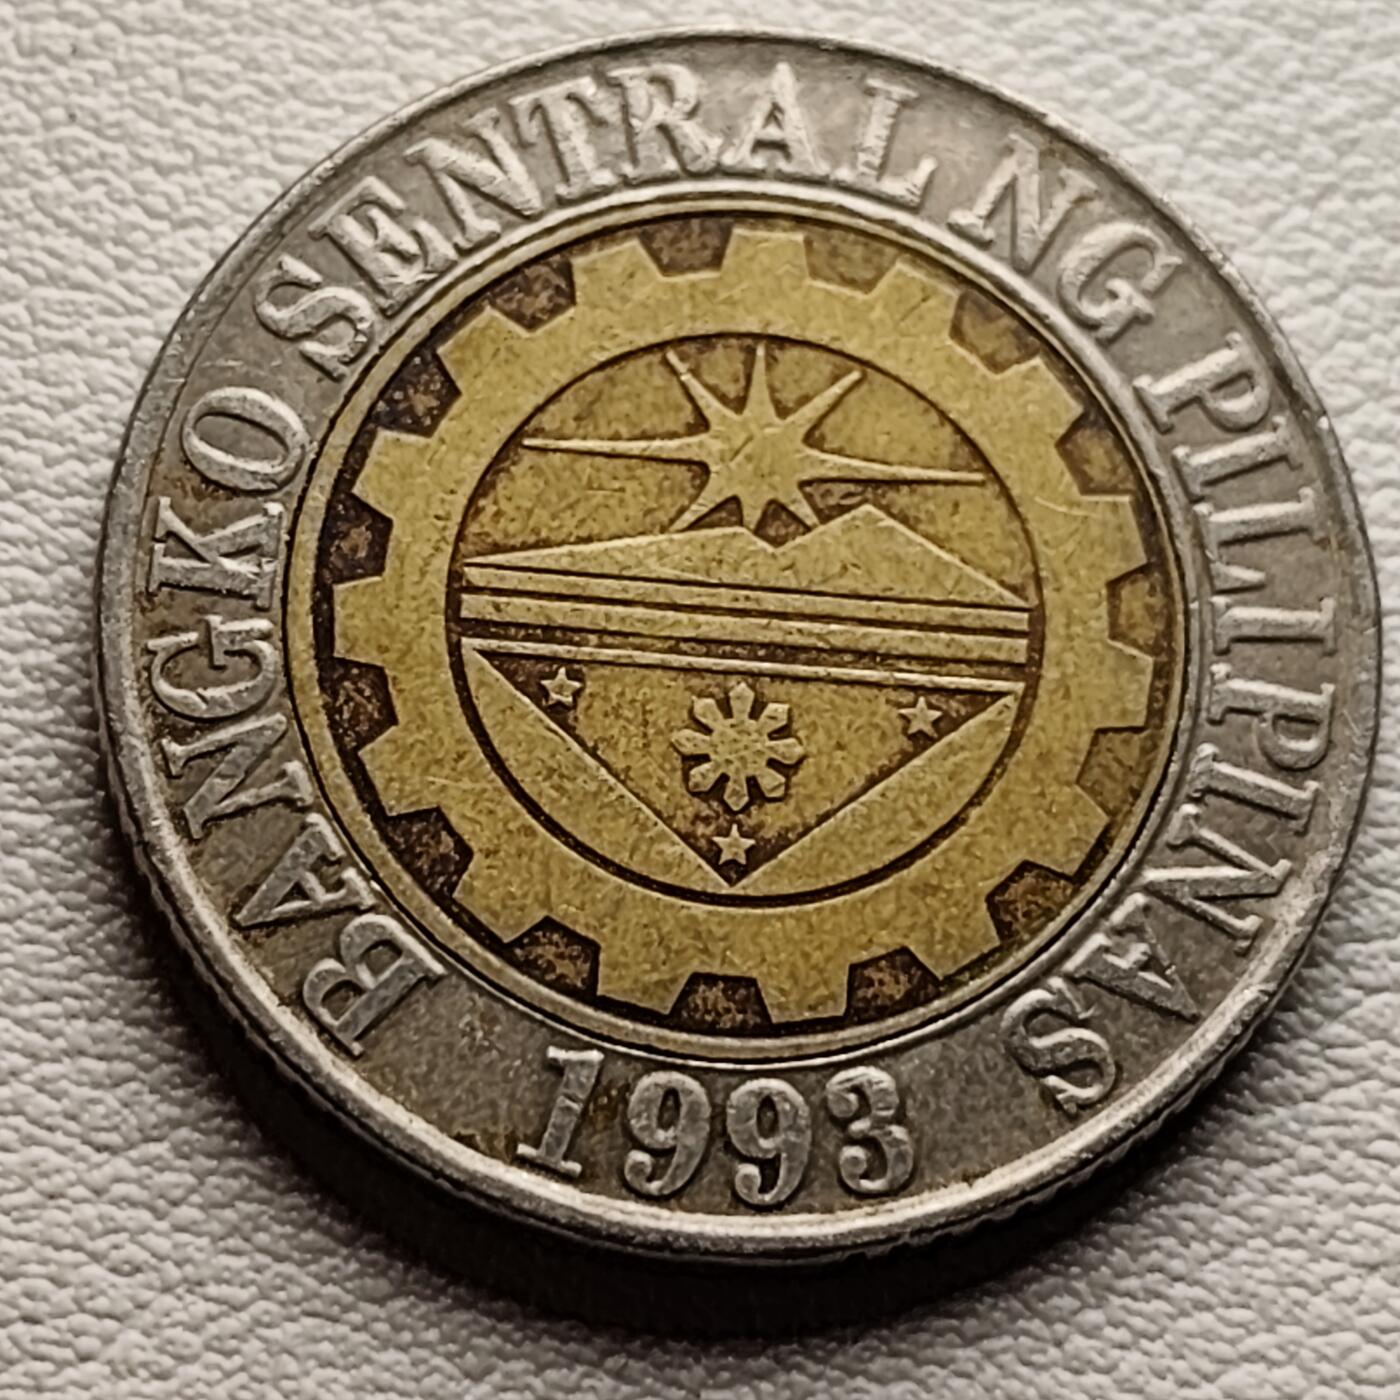 BANGKO SENTRAL NG PILIPINAS
1993